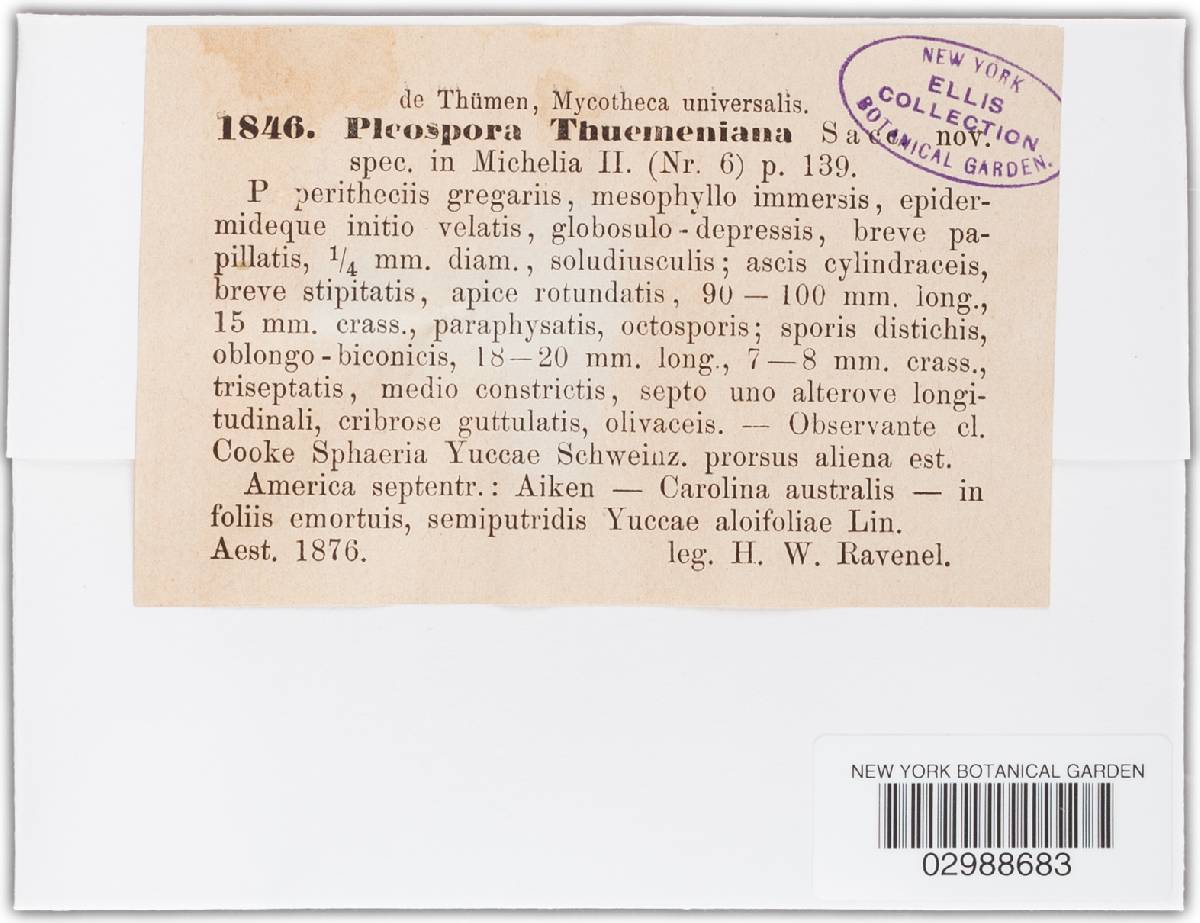 de Thümen, Mycotheca universalis.
1846. Pleospora Thuemeniana Sacc. nov.
spec. in Michelia II. (Nr. 6) p. 139.
P peritheciis gregariis, mesophyllo immersis, epider-
mideque initio velatis, globosulo-depressis, breve pa-
pillatis, 1/4 mm. diam., soludiusculis; ascis cylindraceis,
breve stipitatis, apice rotundatis, 90 — 100 mm. long.,
15 mm. crass., paraphysatis, octosporis; sporis distichis,
oblongo-biconicis, 18—20 mm. long., 7—8 mm. crass.,
triseptatis, medio constrictis, septo uno alterove longi-
tudinali, cribrose guttulatis, olivaceis. — Observante cl.
Cooke Sphaeria Yuccae Schweinz. prorsus aliena est.
America septentr.: Aiken — Carolina australis — in
foliis emortuis, semiputridis Yuccae aloifoliae Lin.
Aest. 1876. leg. H. W. Ravenel.
NEW YORK
ELLIS
COLLECTION
BOTANICAL GARDEN.
NEW YORK BOTANICAL GARDEN
02988683